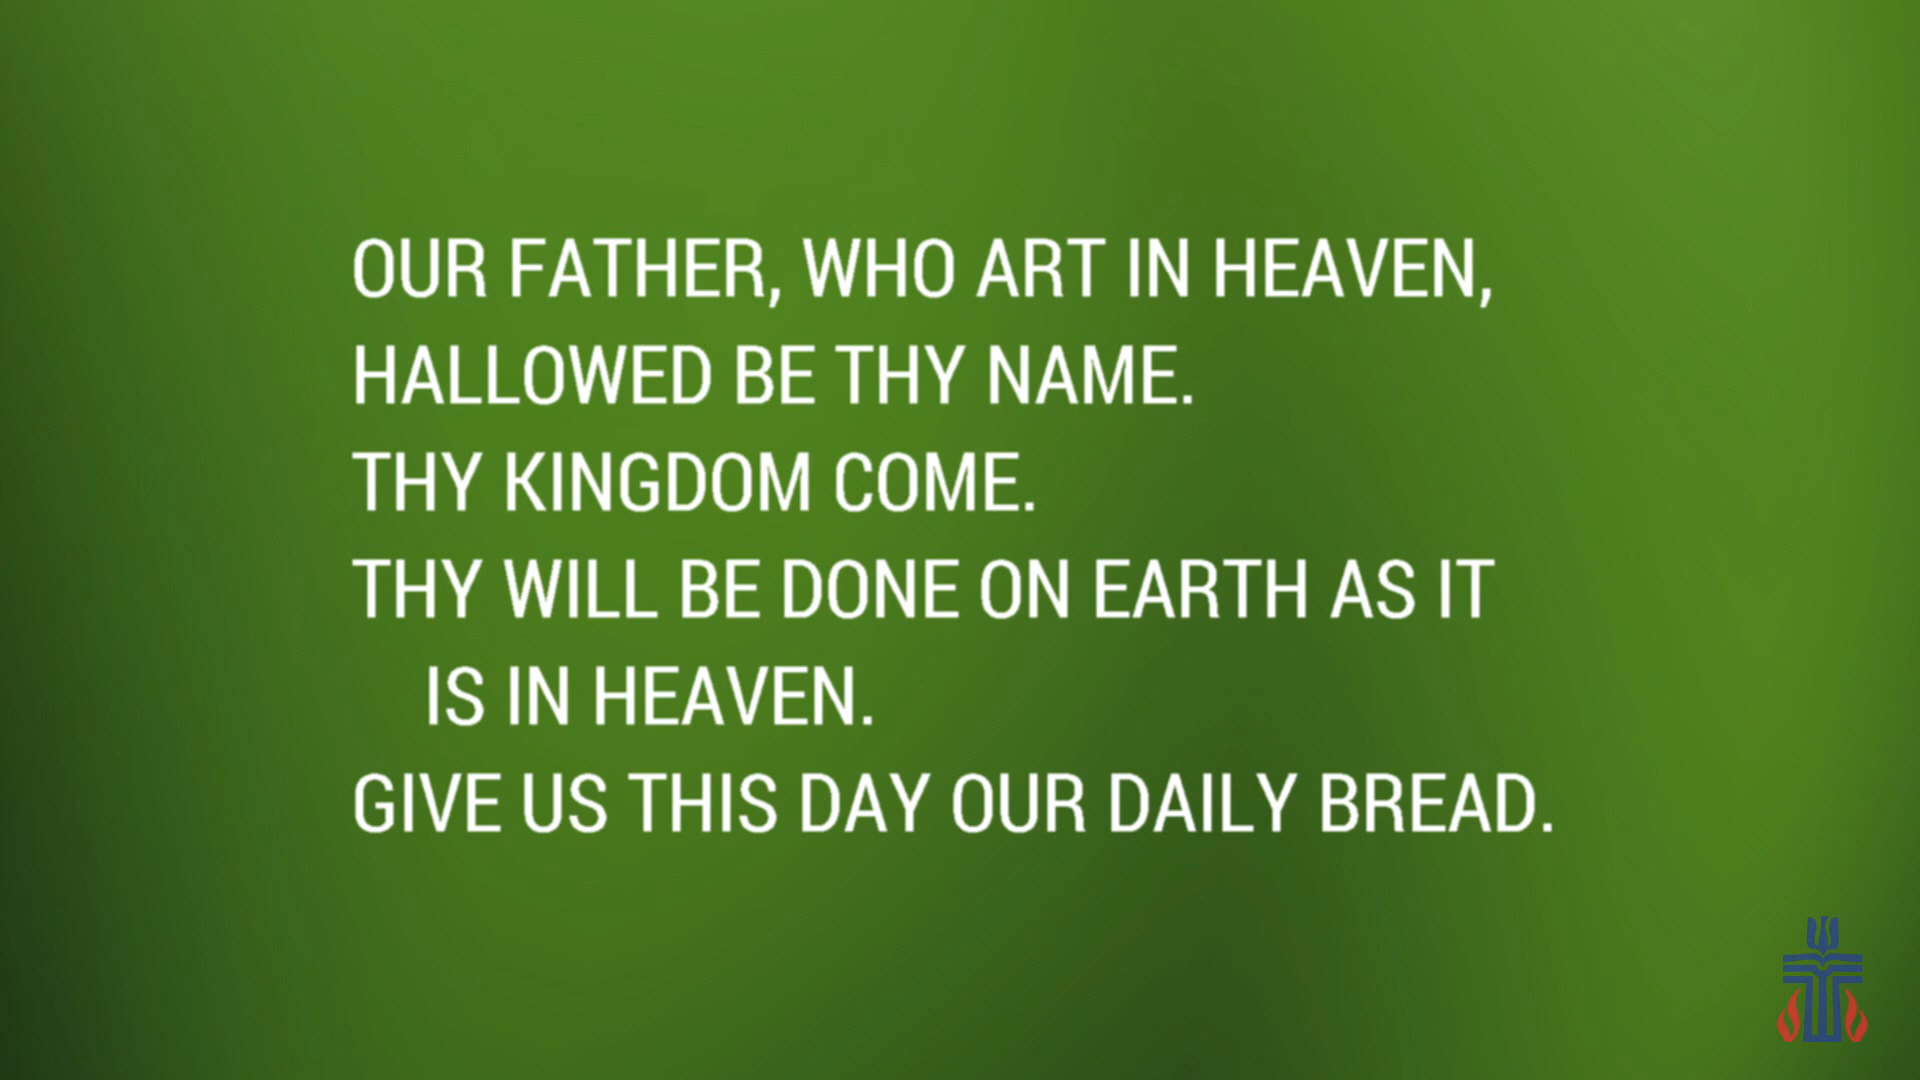 OUR FATHER, WHO ART IN HEAVEN,
HALLOWED BE THY NAME.
THY KINGDOM COME.
THY WILL BE DONE ON EARTH AS IT
IS IN HEAVEN.
GIVE US THIS DAY OUR DAILY BREAD.